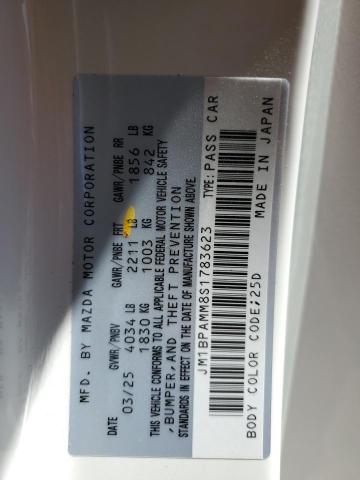 MFD. BY MAZDA MOTOR CORPORATION
DATE GVWR/PNBV GAWR/PNBE FRT GAWR/PNBE RR
03/25 4034 LB 2211 LB 1856 LB
1830 KG 1003 KG 842 KG
THIS VEHICLE CONFORMS TO ALL APPLICABLE FEDERAL MOTOR VEHICLE SAFETY
,BUMPER,AND THEFT PREVENTION
STANDARDS IN EFFECT ON THE DATE OF MANUFACTURE SHOWN ABOVE.
JM1BPAMM8S1783623 TYPE:PASS CAR
BODY COLOR CODE:25D MADE IN JAPAN